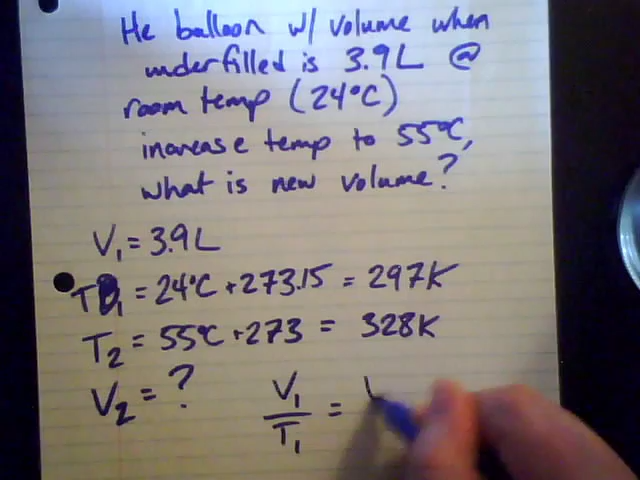 He balloon w/ volume when
underfilled is 3.9L @
room temp (24°C)
increase temp to 55°C,
what is new volume?
V₁ = 3.9L
T₁ = 24°C + 273.15 = 297K
T₂ = 55°C + 273 = 328K
V₂ = ?
V₁/T₁ =